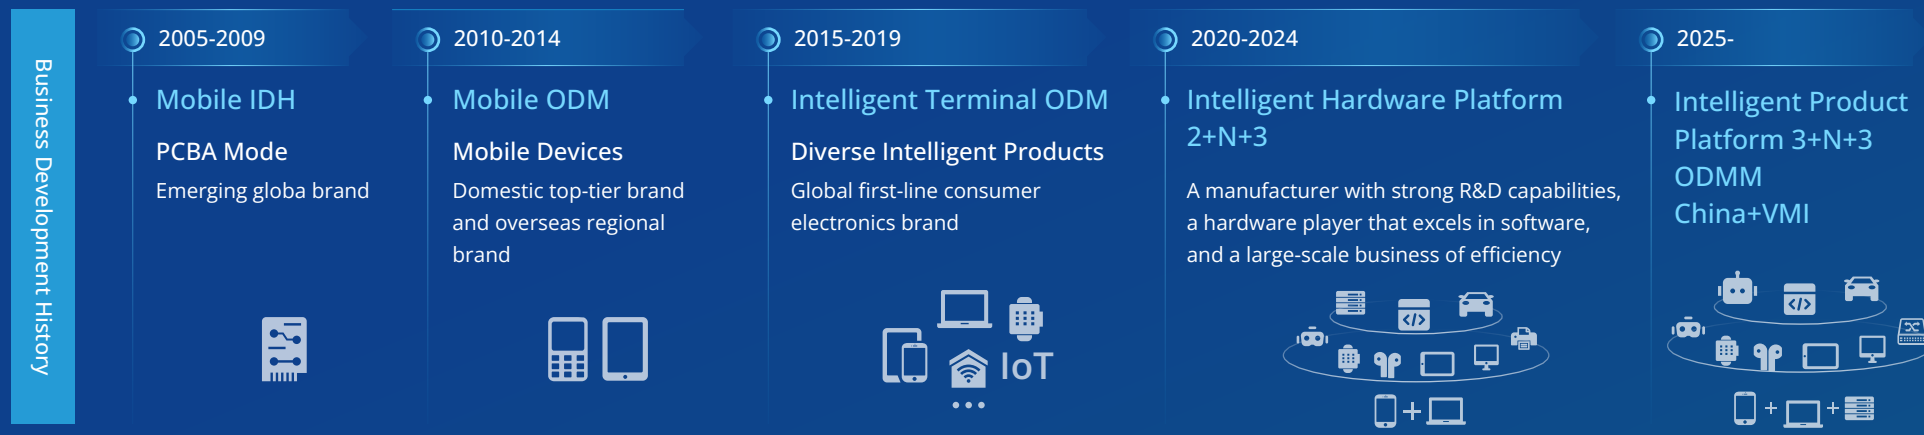 Business Development History
2005-2009
Mobile IDH
PCBA Mode
Emerging globa brand
2010-2014
Mobile ODM
Mobile Devices
Domestic top-tier brand
and overseas regional
brand
2015-2019
Intelligent Terminal ODM
Diverse Intelligent Products
Global first-line consumer
electronics brand
IoT
2020-2024
Intelligent Hardware Platform
2+N+3
A manufacturer with strong R&D capabilities,
a hardware player that excels in software,
and a large-scale business of efficiency
</>
+
2025-
Intelligent Product
Platform 3+N+3
ODMM
China+VMI
</>
+
+